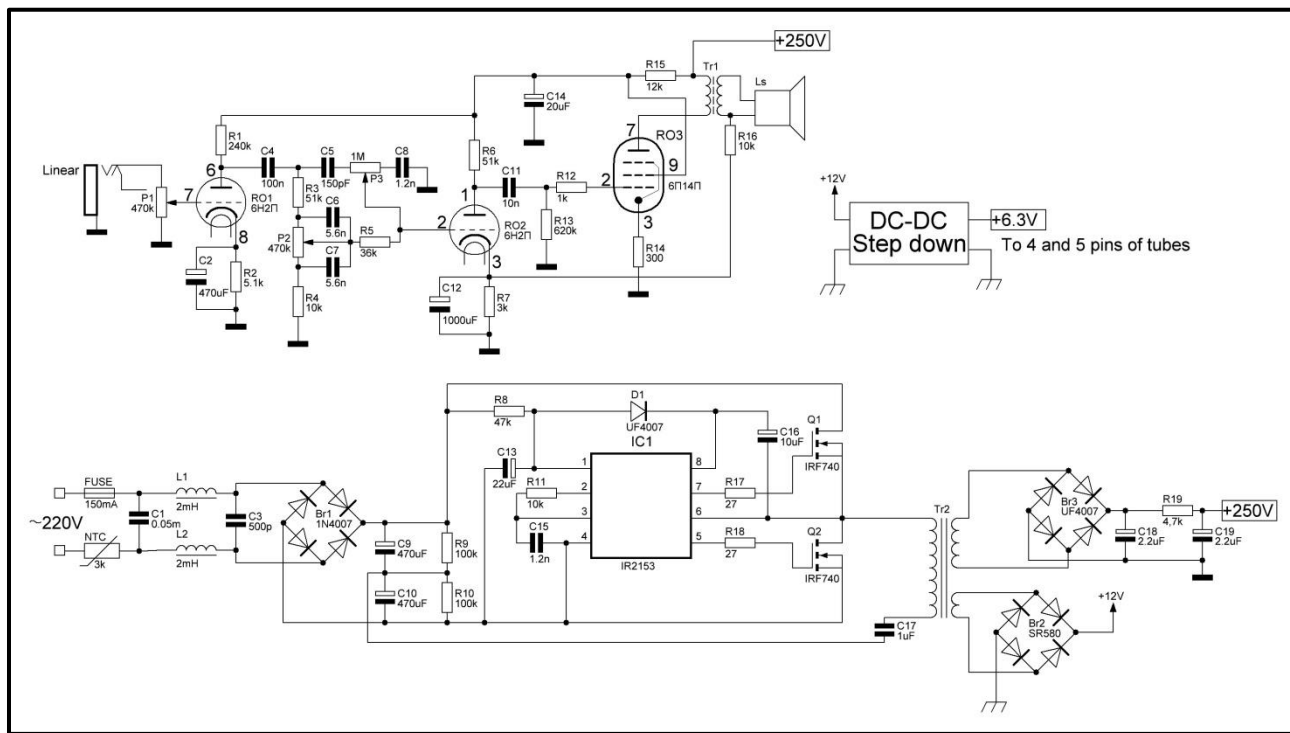 +250V
R15
12k
Tr1
Ls
C14
20uF
R16
10k
7
RO3
9
6П14П
2
3
R14
300
R1
240k
C4
100n
C5
150pF
1M
P3
C8
1.2n
R6
51k
C11
10n
R12
1k
R13
620k
Linear
P1
470k
7
6
RO1
6Н2П
8
R3
51k
C6
5.6n
P2
470k
R5
36k
C7
5.6n
R4
10k
C2
470uF
R2
5.1k
1
2
RO2
6Н2П
3
C12
1000uF
R7
3k
+12V
DC-DC
Step down
+6.3V
To 4 and 5 pins of tubes
R8
47k
D1
UF4007
IC1
C16
10uF
Q1
IRF740
C13
22uF
1
2
3
4
8
7
6
5
R11
10k
C15
1.2n
IR2153
R17
27
R18
27
Q2
IRF740
FUSE
150mA
L1
2mH
~220V
C1
0.05m
C3
500p
NTC
3k
L2
2mH
Br1
1N4007
C9
470uF
R9
100k
C10
470uF
R10
100k
C17
1uF
Tr2
Br3
UF4007
R19
4,7k
+250V
C18
2.2uF
C19
2.2uF
Br2
SR580
+12V